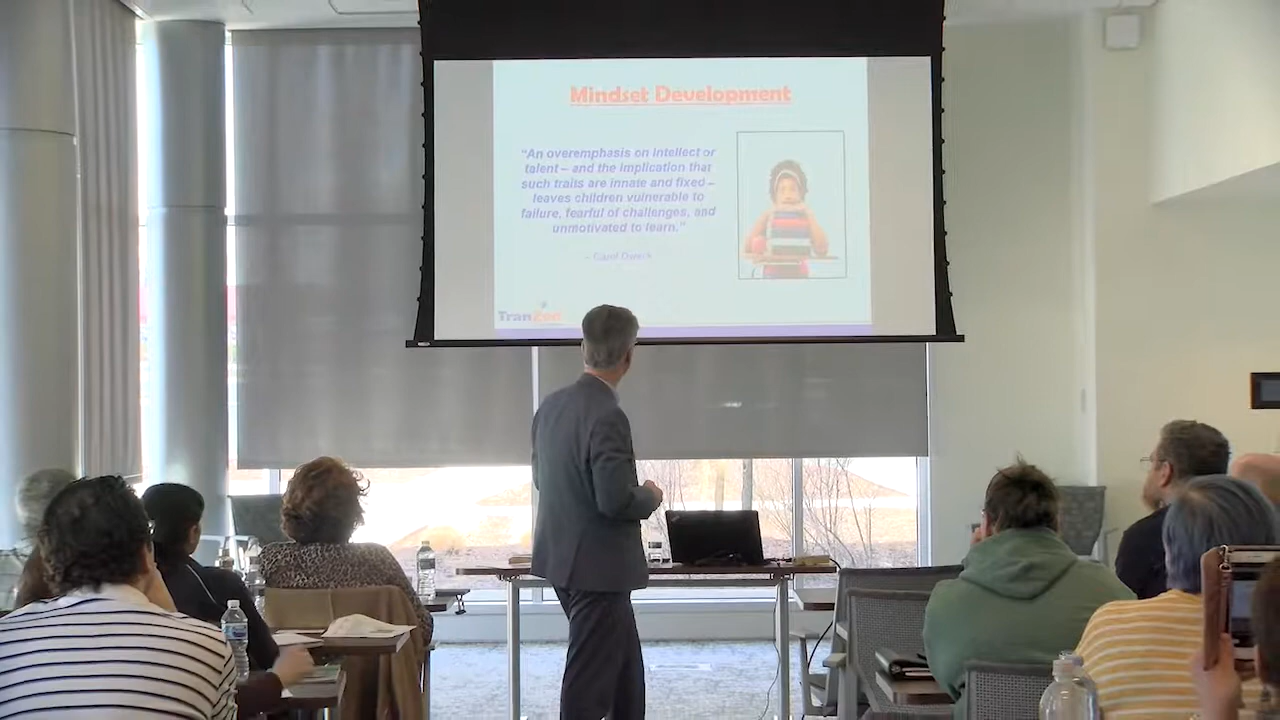 Mindset Development
"An overemphasis on intellect or
talent – and the implication that
such traits are innate and fixed –
leaves children vulnerable to
failure, fearful of challenges, and
unmotivated to learn."
– Carol Dweck
TranZed